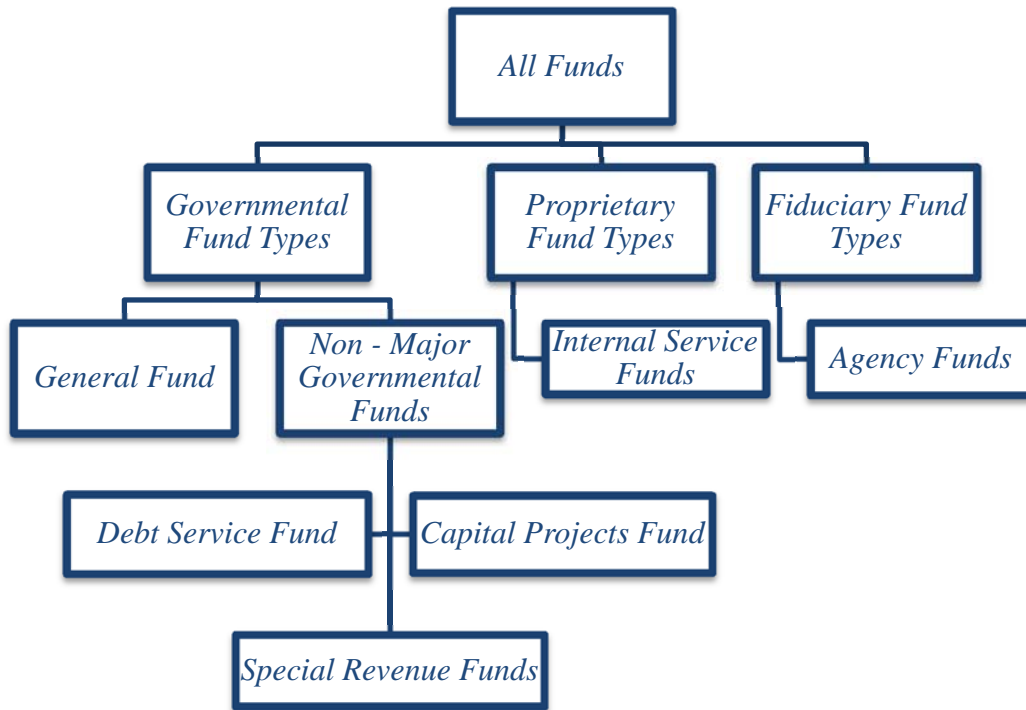 All Funds
Governmental
Fund Types
Proprietary
Fund Types
Fiduciary Fund
Types
General Fund
Non - Major
Governmental
Funds
Internal Service
Funds
Agency Funds
Debt Service Fund
Capital Projects Fund
Special Revenue Funds